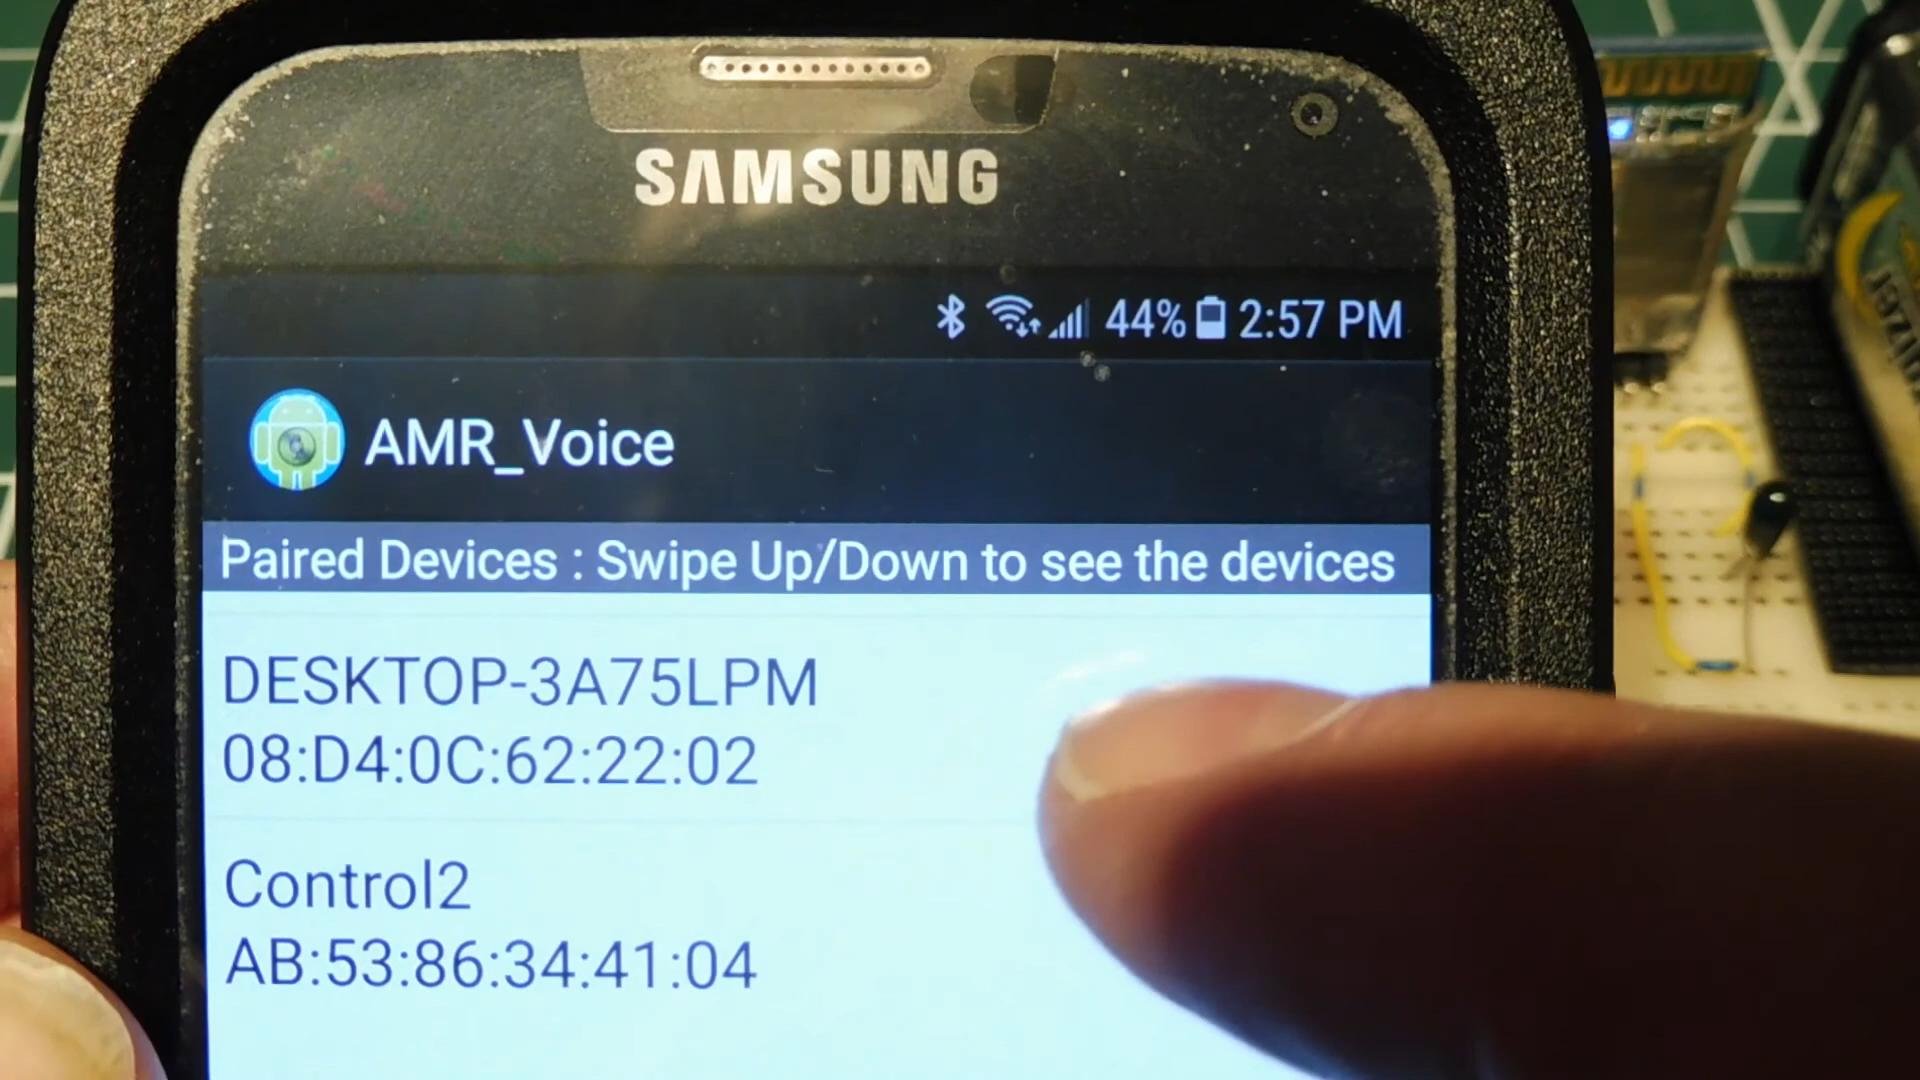 SAMSUNG
44% 2:57 PM
AMR_Voice
Paired Devices : Swipe Up/Down to see the devices
DESKTOP-3A75LPM
08:D4:0C:62:22:02
Control2
AB:53:86:34:41:04